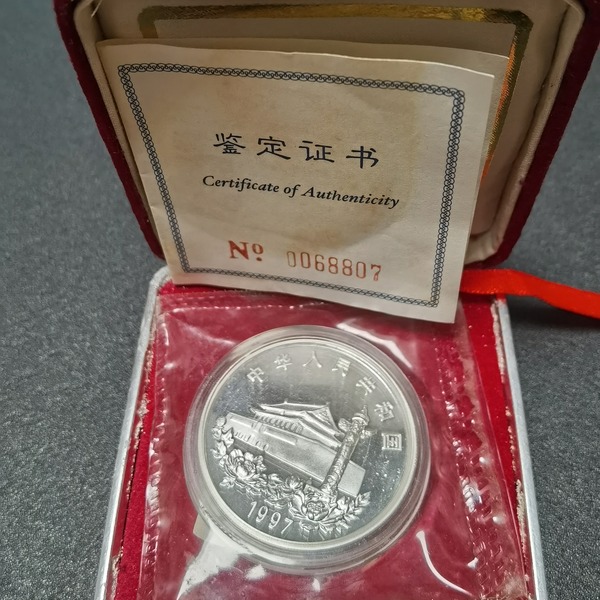 鉴定证书
Certificate of Authenticity
Nº 0068807
中华人民共和国
1997